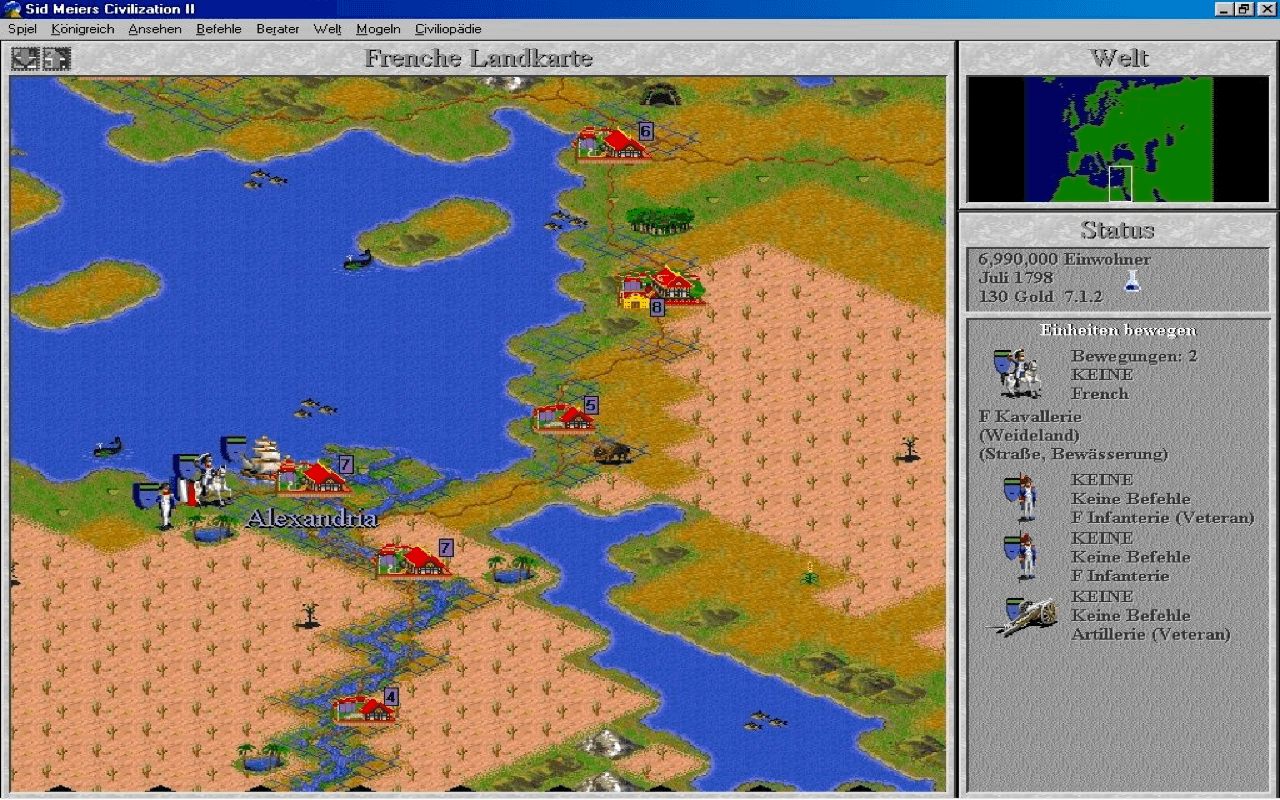 Sid Meiers Civilization II
Spiel Königreich Ansehen Befehle Berater Welt Mogeln Civilopädie
Frenche Landkarte
6
8
5
7
Alexandria
7
4
Welt
Status
6,990,000 Einwohner
Juli 1798
130 Gold 7.1.2
Einheiten bewegen
Bewegungen: 2
KEINE
French
F Kavallerie
(Weideland)
(Straße, Bewässerung)
KEINE
Keine Befehle
F Infanterie (Veteran)
KEINE
Keine Befehle
F Infanterie
KEINE
Keine Befehle
Artillerie (Veteran)